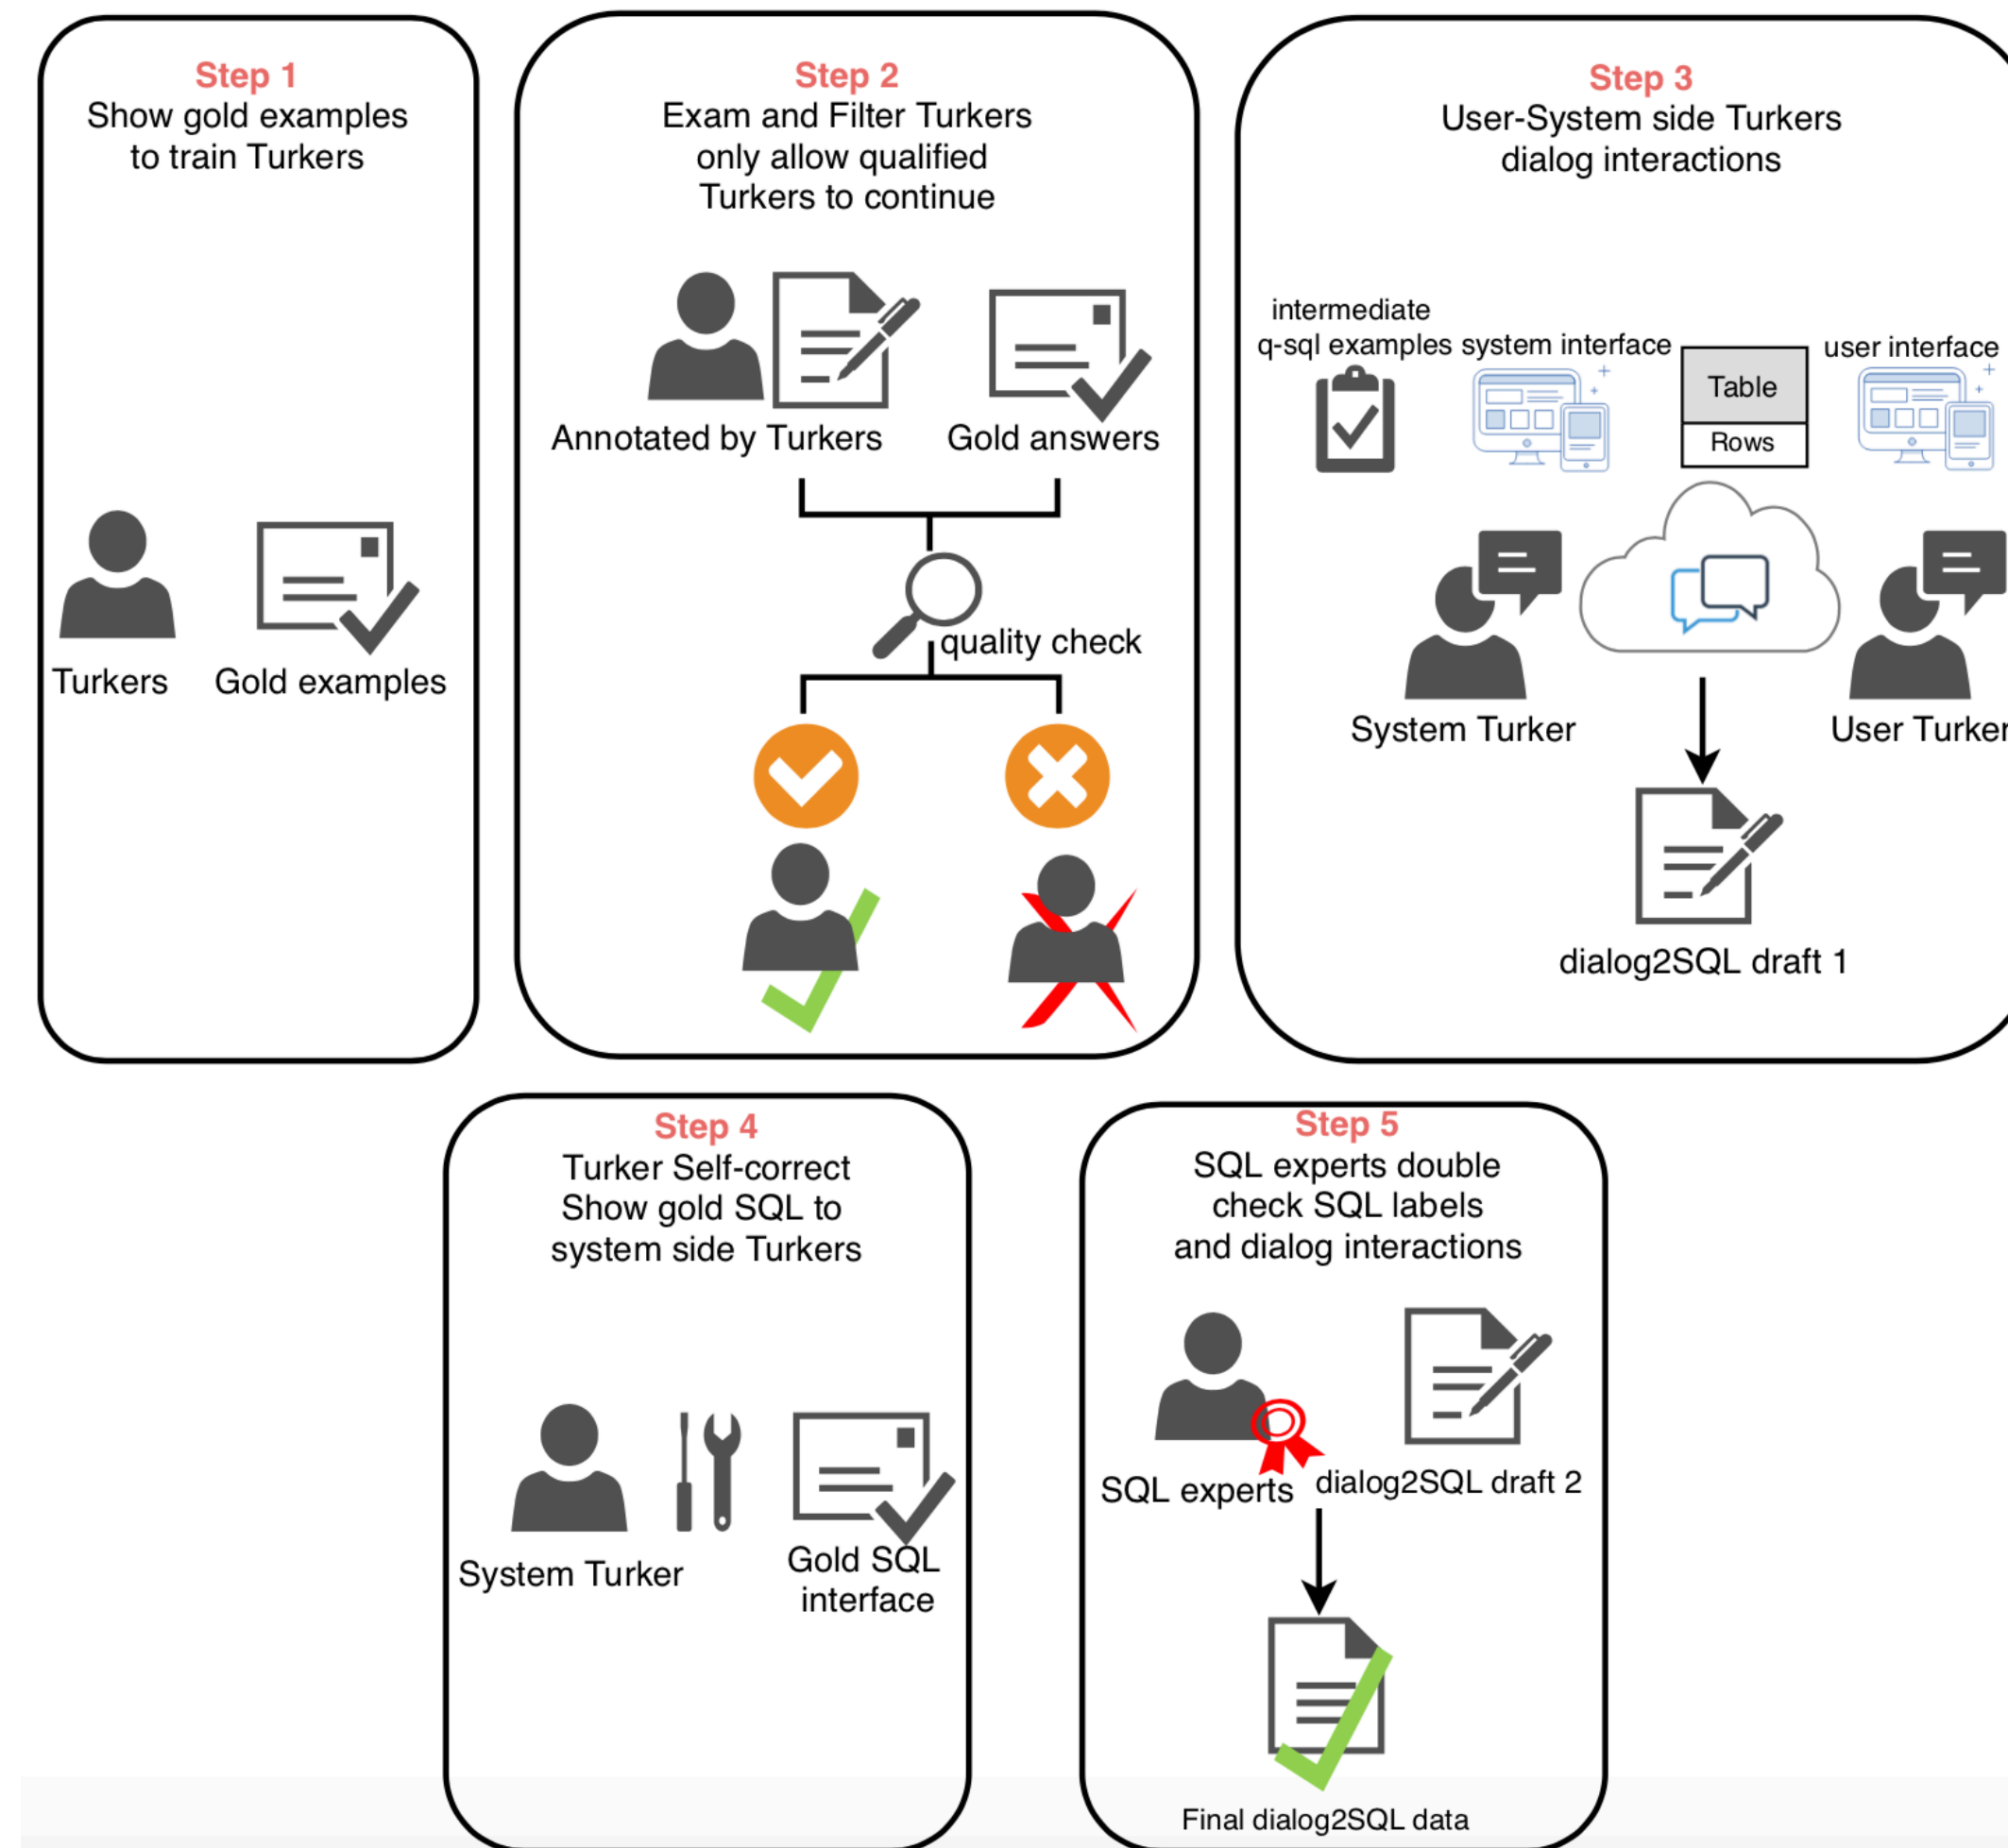 Step 1
Show gold examples
to train Turkers
Turkers
Gold examples
Step 2
Exam and Filter Turkers
only allow qualified
Turkers to continue
Annotated by Turkers
Gold answers
quality check
Step 3
User-System side Turkers
dialog interactions
intermediate
q-sql examples
system interface
Table
Rows
user interface
System Turker
User Turker
dialog2SQL draft 1
Step 4
Turker Self-correct
Show gold SQL to
system side Turkers
System Turker
Gold SQL
interface
Step 5
SQL experts double
check SQL labels
and dialog interactions
SQL experts
dialog2SQL draft 2
Final dialog2SQL data